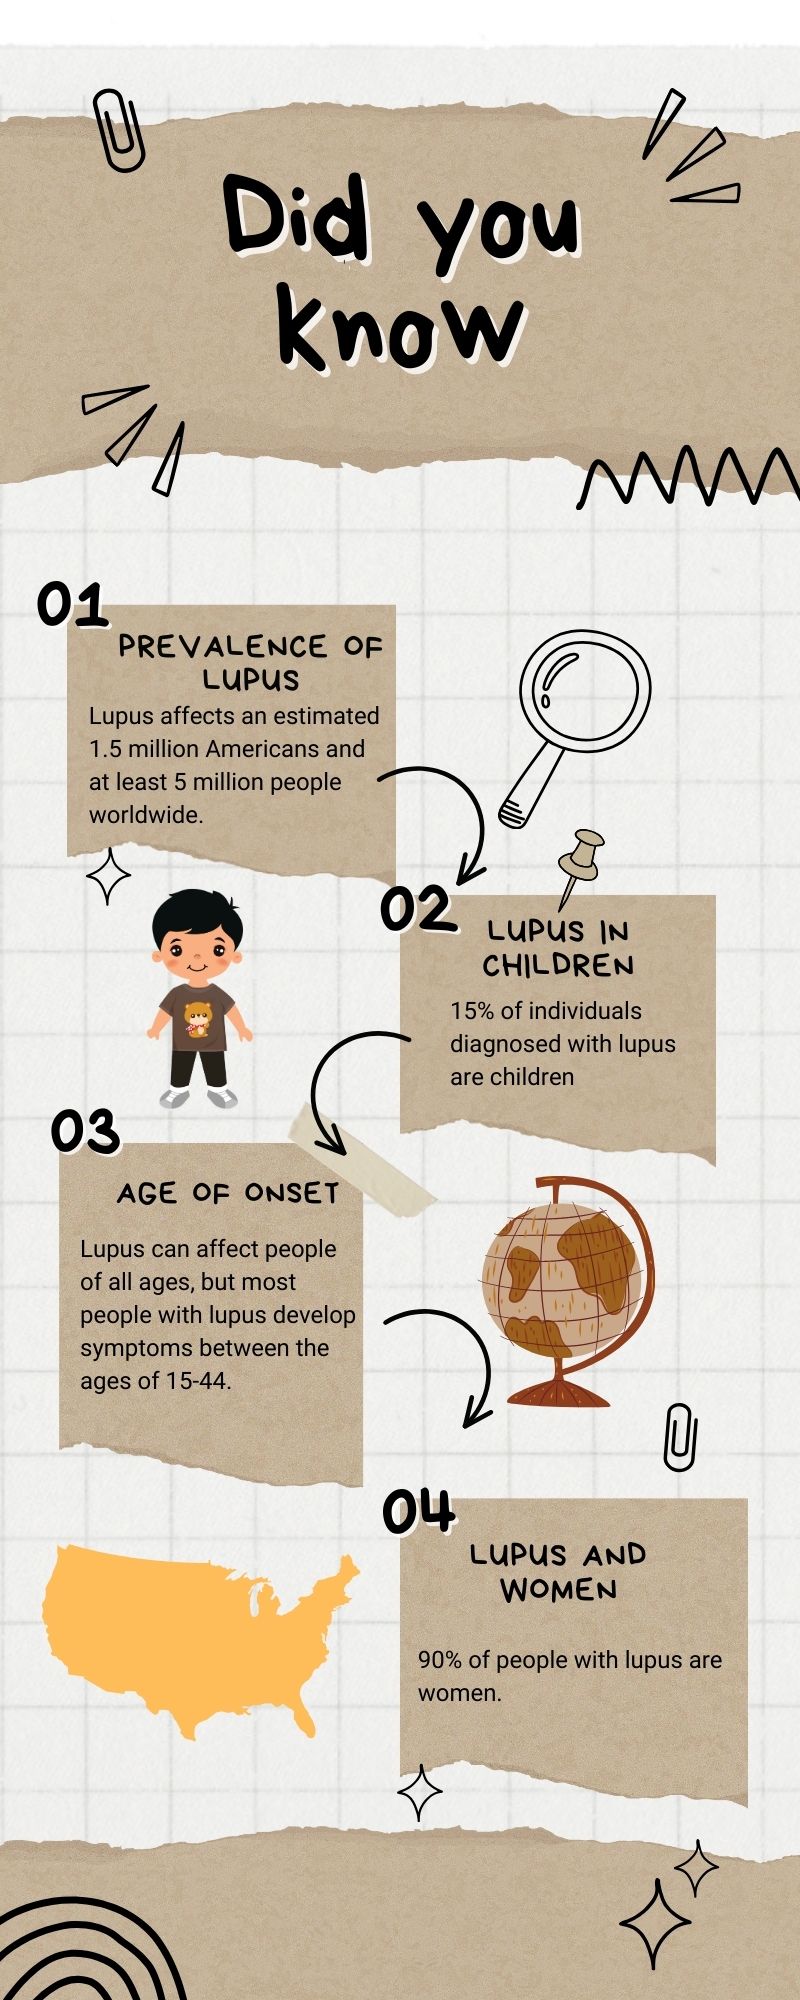 Did you
know
01
PREVALENCE OF
LUPUS
Lupus affects an estimated
1.5 million Americans and
at least 5 million people
worldwide.
02
LUPUS IN
CHILDREN
15% of individuals
diagnosed with lupus
are children
03
AGE OF ONSET
Lupus can affect people
of all ages, but most
people with lupus develop
symptoms between the
ages of 15-44.
04
LUPUS AND
WOMEN
90% of people with lupus are
women.